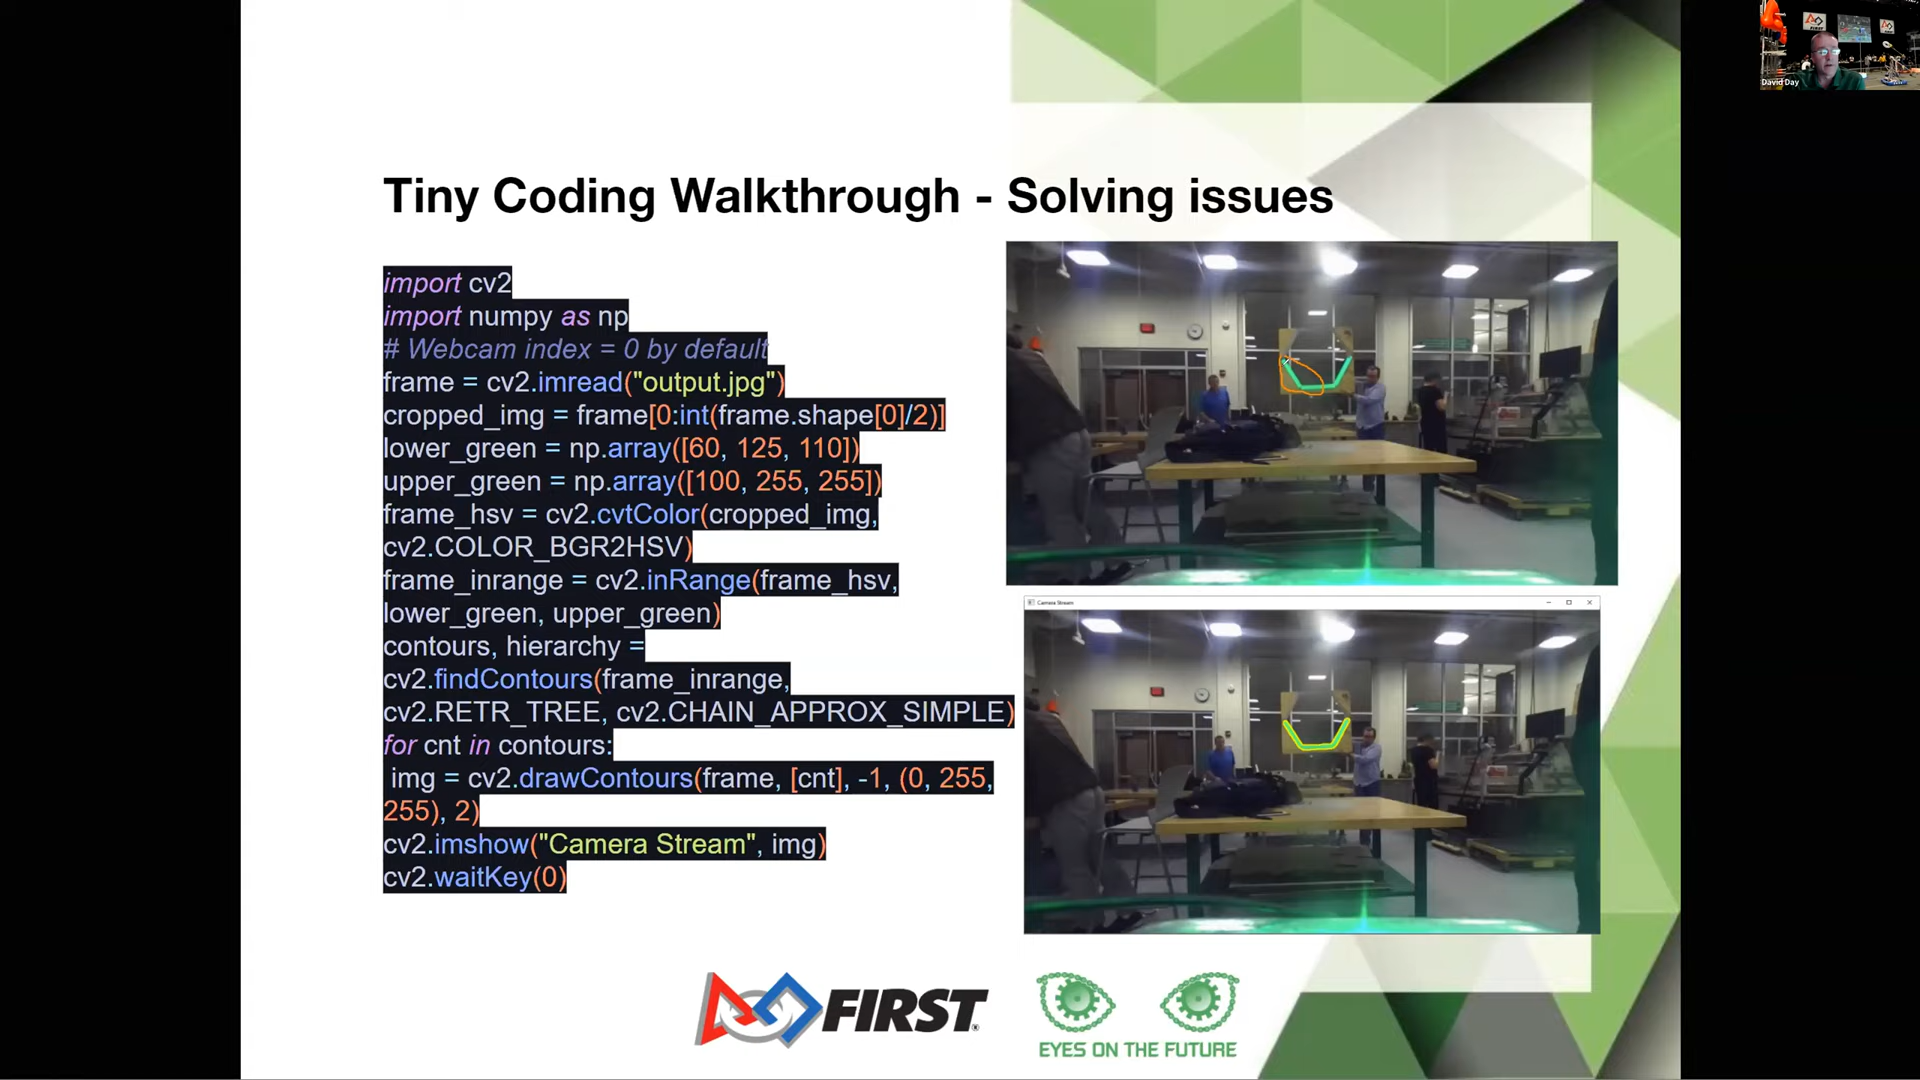 FIRST
FIRST
David Day
Tiny Coding Walkthrough - Solving issues
import cv2
import numpy as np
# Webcam index = 0 by default
frame = cv2.imread("output.jpg")
cropped_img = frame[0:int(frame.shape[0]/2)]
lower_green = np.array([60, 125, 110])
upper_green = np.array([100, 255, 255])
frame_hsv = cv2.cvtColor(cropped_img,
cv2.COLOR_BGR2HSV)
frame_inrange = cv2.inRange(frame_hsv,
lower_green, upper_green)
contours, hierarchy =
cv2.findContours(frame_inrange,
cv2.RETR_TREE, cv2.CHAIN_APPROX_SIMPLE)
for cnt in contours:
img = cv2.drawContours(frame, [cnt], -1, (0, 255,
255), 2)
cv2.imshow("Camera Stream", img)
cv2.waitKey(0)
Camera Stream
FIRST
EYES ON THE FUTURE